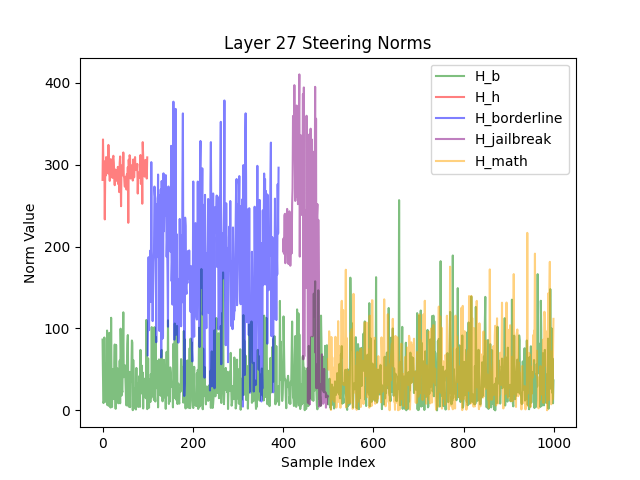 Layer 27 Steering Norms
Norm Value
400
300
200
100
0
H_b
H_h
H_borderline
H_jailbreak
H_math
0 200 400 600 800 1000
Sample Index